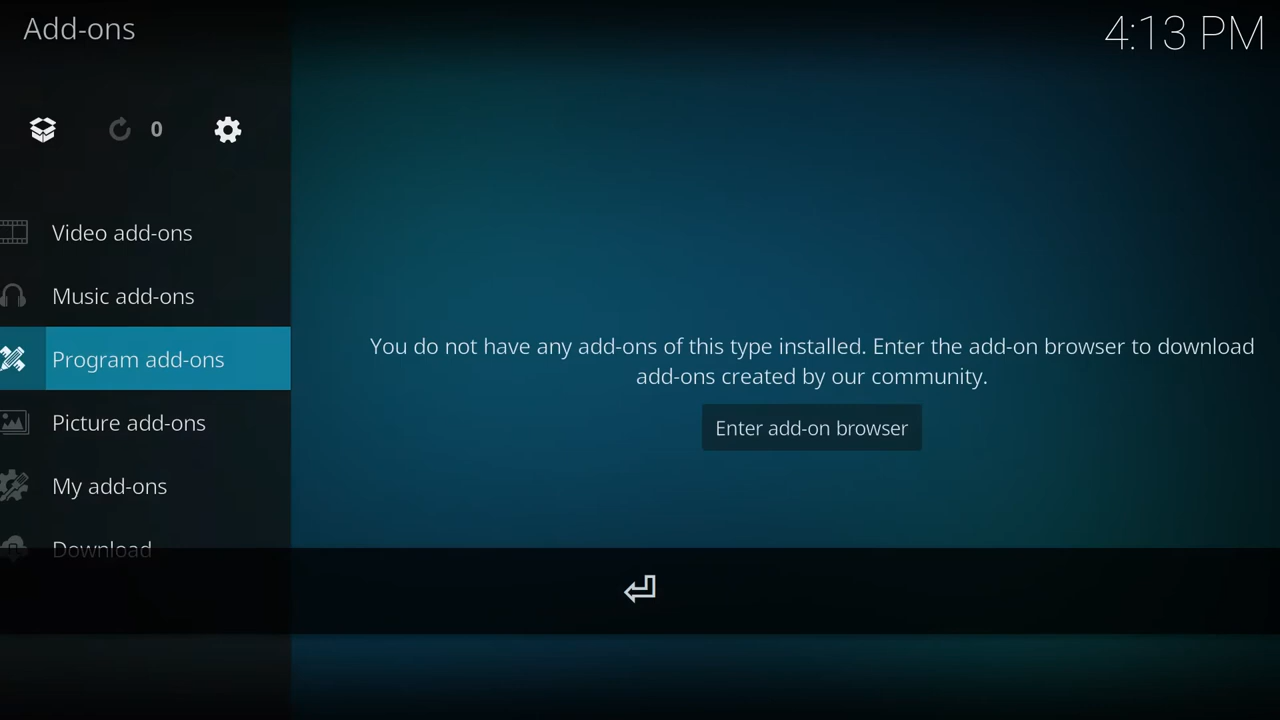 Add-ons
4:13 PM
0
Video add-ons
Music add-ons
Program add-ons
Picture add-ons
My add-ons
Download
You do not have any add-ons of this type installed. Enter the add-on browser to download
add-ons created by our community.
Enter add-on browser